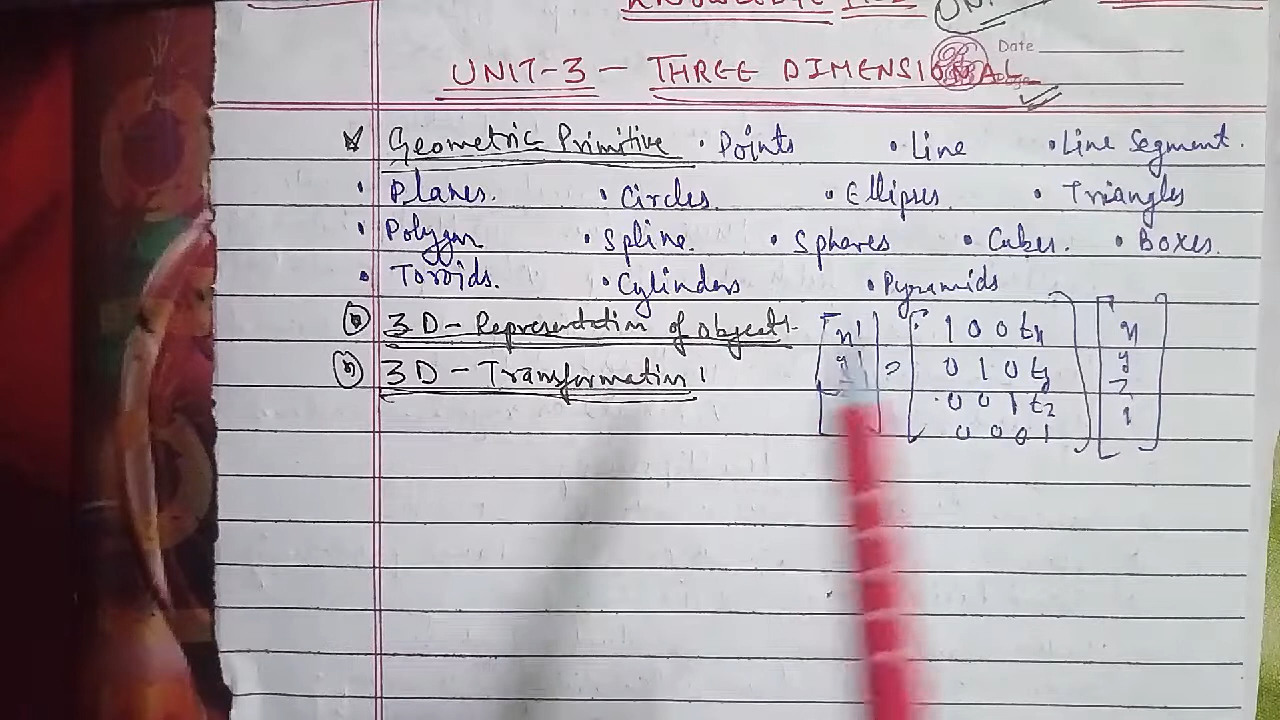 Date
UNIT-3 - THREE DIMENSIONAL
Geometric Primitive • Points • Line • Line Segment.
• Planes. • Circles. • Ellipses. • Triangles
• Polygon • Spline. • Sphares • Cubes. • Boxes.
• Toroids. • Cylinders • Pyramids
3D - Representation of objects. x' 1 0 0 tx x
3D - Transformation y' = 0 1 0 ty y
0 0 1 tz z
0 0 0 1 1